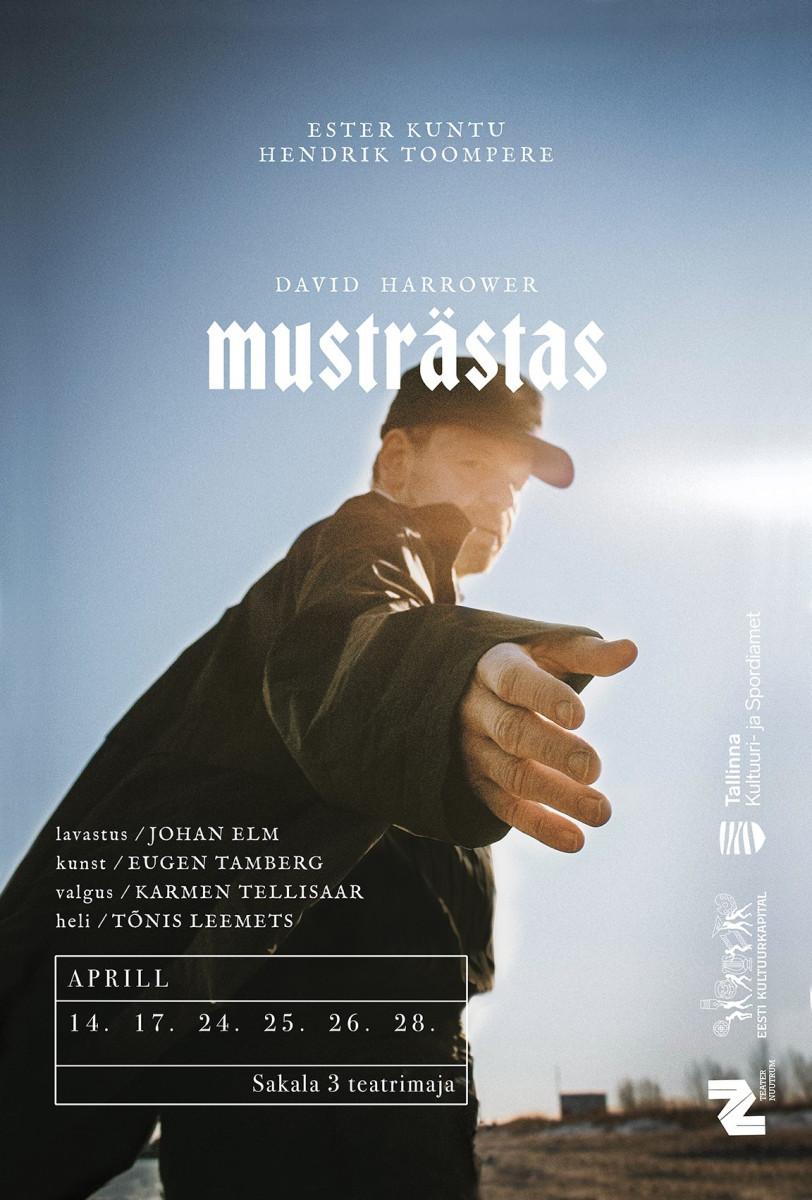 ESTER KUNTU
HENDRIK TOOMPERE
DAVID HARROWER
musträstas
lavastus / JOHAN ELM
kunst / EUGEN TAMBERG
valgus / KARMEN TELLISAAR
heli / TÕNIS LEEMETS
APRILL
14. 17. 24. 25. 26. 28.
Sakala 3 teatrimaja
Tallinna
Kultuuri- ja Spordiamet
EESTI KULTUURKAPITAL
TEATER
NUUTRUM